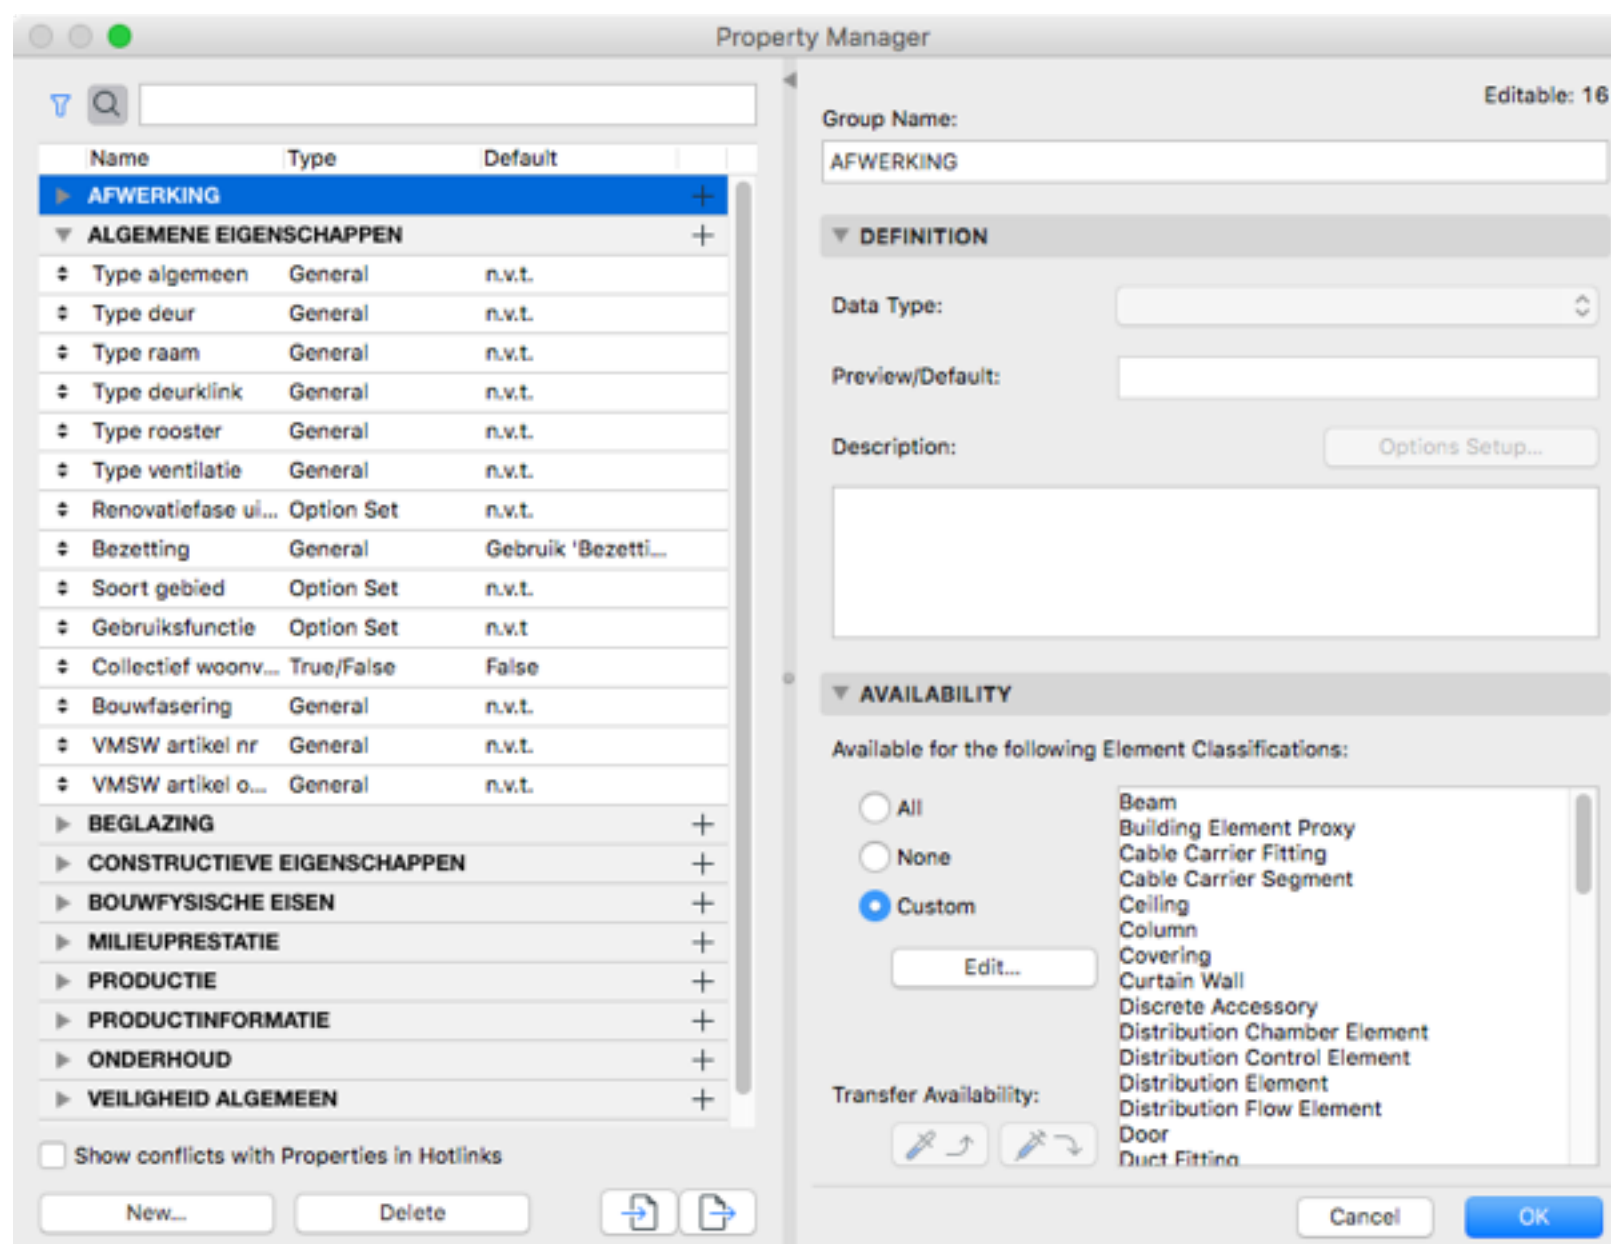 Property Manager
Name Type Default
AFWERKING
ALGEMENE EIGENSCHAPPEN
Type algemeen General n.v.t.
Type deur General n.v.t.
Type raam General n.v.t.
Type deurklink General n.v.t.
Type rooster General n.v.t.
Type ventilatie General n.v.t.
Renovatiefase ui... Option Set n.v.t.
Bezetting General Gebruik 'Bezetti...
Soort gebied Option Set n.v.t.
Gebruiksfunctie Option Set n.v.t
Collectief woonv... True/False False
Bouwfasering General n.v.t.
VMSW artikel nr General n.v.t.
VMSW artikel o... General n.v.t.
BEGLAZING
CONSTRUCTIEVE EIGENSCHAPPEN
BOUWFYSISCHE EISEN
MILIEUPRESTATIE
PRODUCTIE
PRODUCTINFORMATIE
ONDERHOUD
VEILIGHEID ALGEMEEN
Show conflicts with Properties in Hotlinks
New... Delete
Editable: 16
Group Name:
AFWERKING
DEFINITION
Data Type:
Preview/Default:
Description: Options Setup...
AVAILABILITY
Available for the following Element Classifications:
All
None
Custom
Edit...
Transfer Availability:
Beam
Building Element Proxy
Cable Carrier Fitting
Cable Carrier Segment
Ceiling
Column
Covering
Curtain Wall
Discrete Accessory
Distribution Chamber Element
Distribution Control Element
Distribution Element
Distribution Flow Element
Door
Duct Fitting
Cancel OK